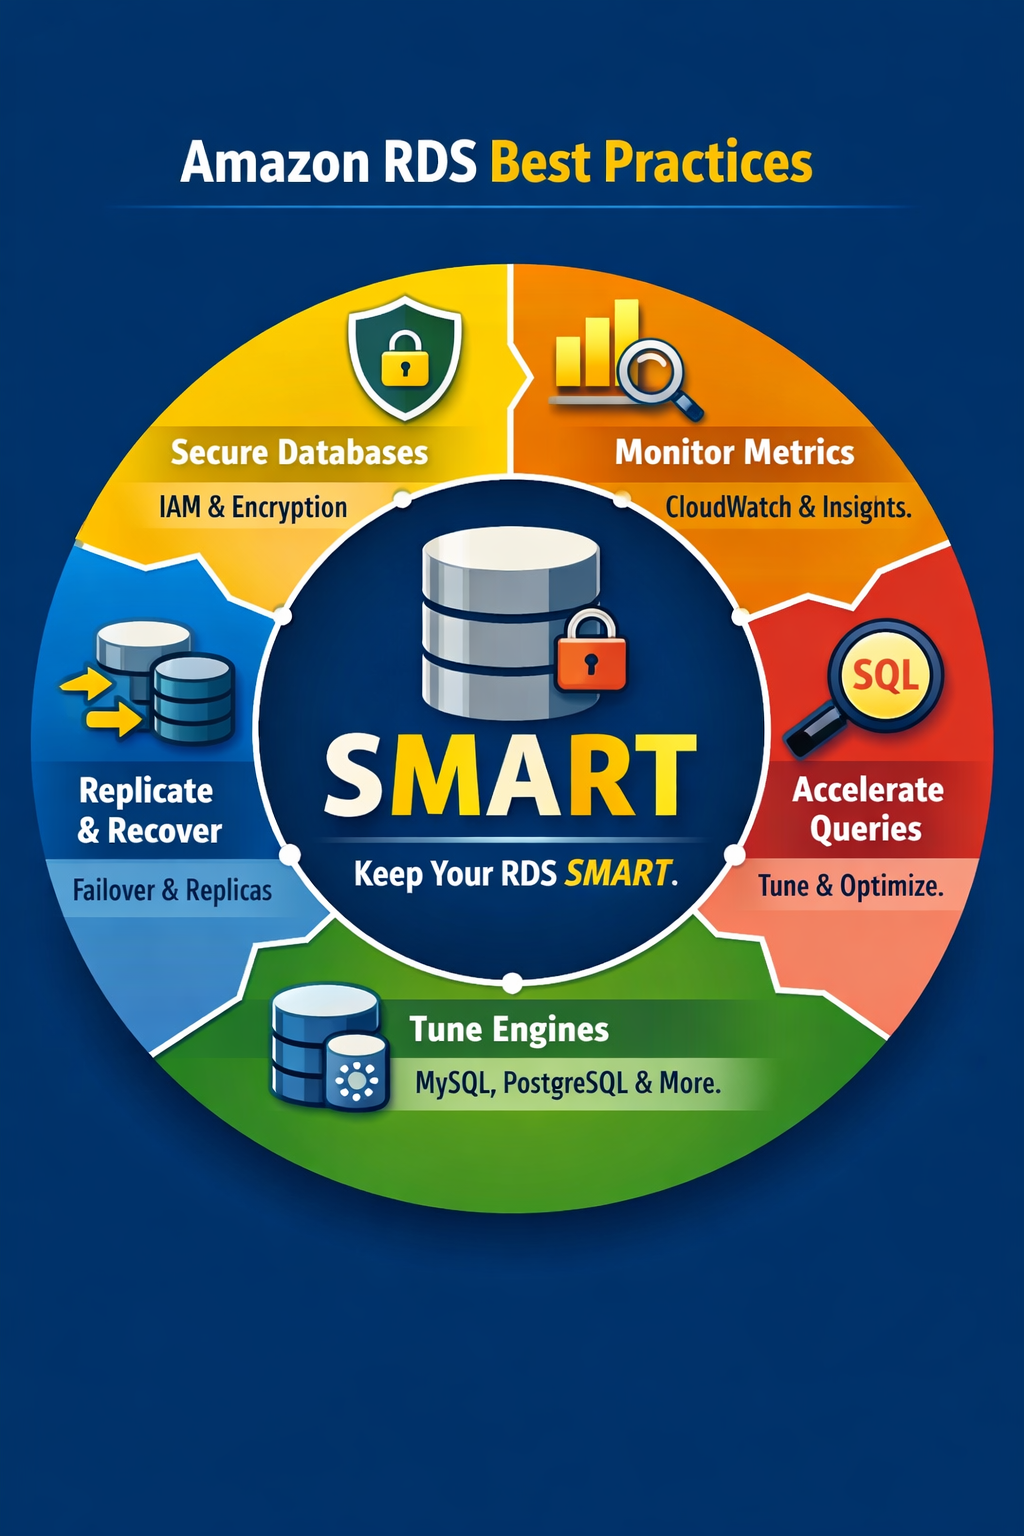 Amazon RDS Best Practices
Secure Databases
IAM & Encryption
Monitor Metrics
CloudWatch & Insights.
SQL
Accelerate
Queries
Tune & Optimize.
Replicate
& Recover
Failover & Replicas
SMART
Keep Your RDS SMART.
Tune Engines
MySQL, PostgreSQL & More.